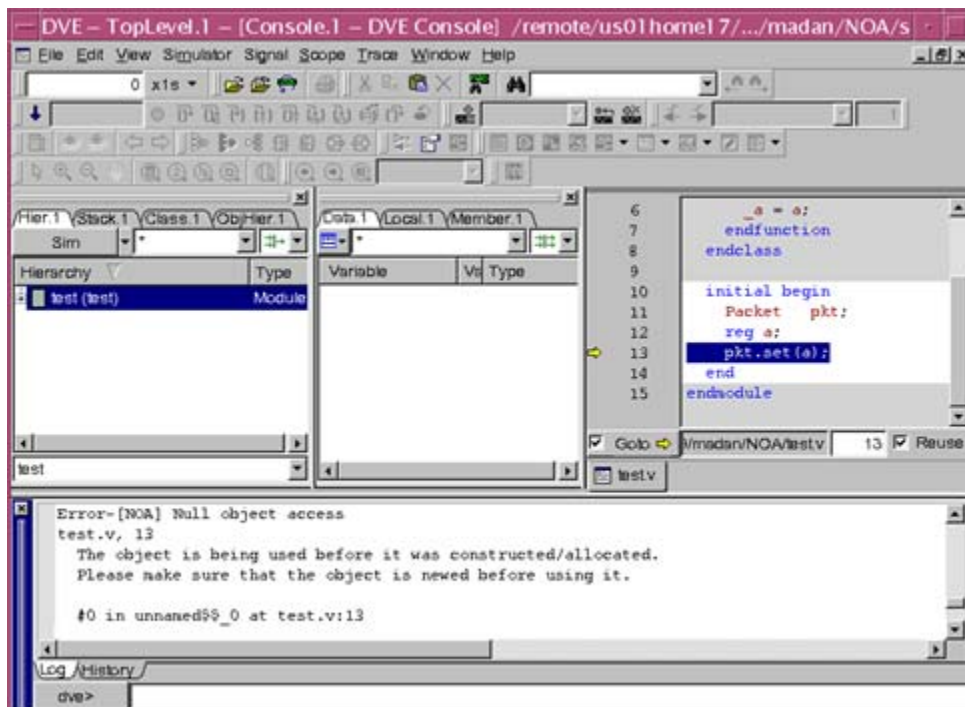 DVE - TopLevel.1 - [Console.1 - DVE Console] /remote/us01home17/.../madan/NOA/s
File Edit View Simulator Signal Scope Trace Window Help
0 x1s
Hier.1 Stack.1 Class.1 ObjHier.1
Sim *
Hierarchy Type
test (test) Module
test
Data.1 Local.1 Member.1
*
Variable Va Type
6 _a = a;
7 endfunction
8 endclass
9
10 initial begin
11 Packet pkt;
12 reg a;
13 pkt.set(a);
14 end
15 endmodule
Goto /madan/NOA/test.v 13 Reuse
test.v
Error-[NOA] Null object access
test.v, 13
The object is being used before it was constructed/allocated.
Please make sure that the object is newed before using it.
#0 in unnamed$$_0 at test.v:13
Log History
dve>